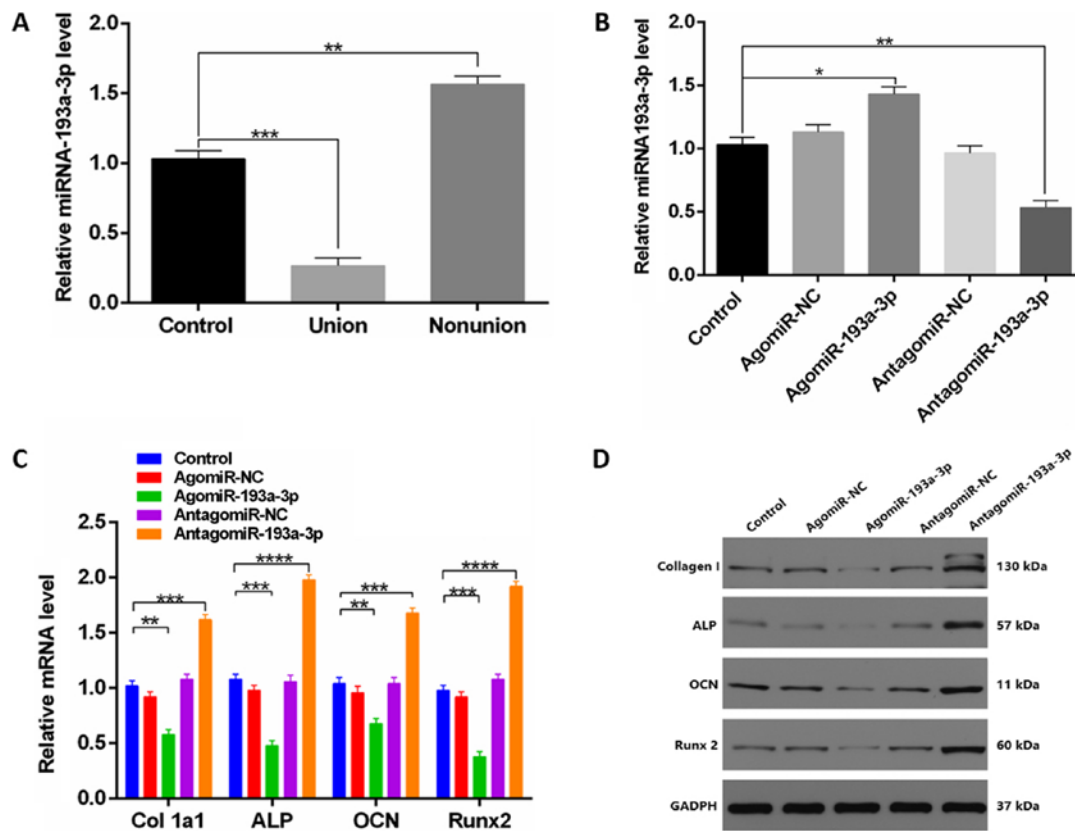 A
Relative miRNA-193a-3p level
2.0
1.5
1.0
0.5
0.0
**
***
Control Union Nonunion
B
Relative miRNA193a-3p level
2.0
1.5
1.0
0.5
0.0
**
*
Control
AgomiR-NC
AgomiR-193a-3p
AntagomiR-NC
AntagomiR-193a-3p
C
Control
AgomiR-NC
AgomiR-193a-3p
AntagomiR-NC
AntagomiR-193a-3p
Relative mRNA level
2.5
2.0
1.5
1.0
0.5
0.0
***
**
****
***
***
**
****
***
Col 1a1 ALP OCN Runx2
D
Control
AgomiR-NC
AgomiR-193a-3p
AntagomiR-NC
AntagomiR-193a-3p
Collagen I 130 kDa
ALP 57 kDa
OCN 11 kDa
Runx 2 60 kDa
GADPH 37 kDa